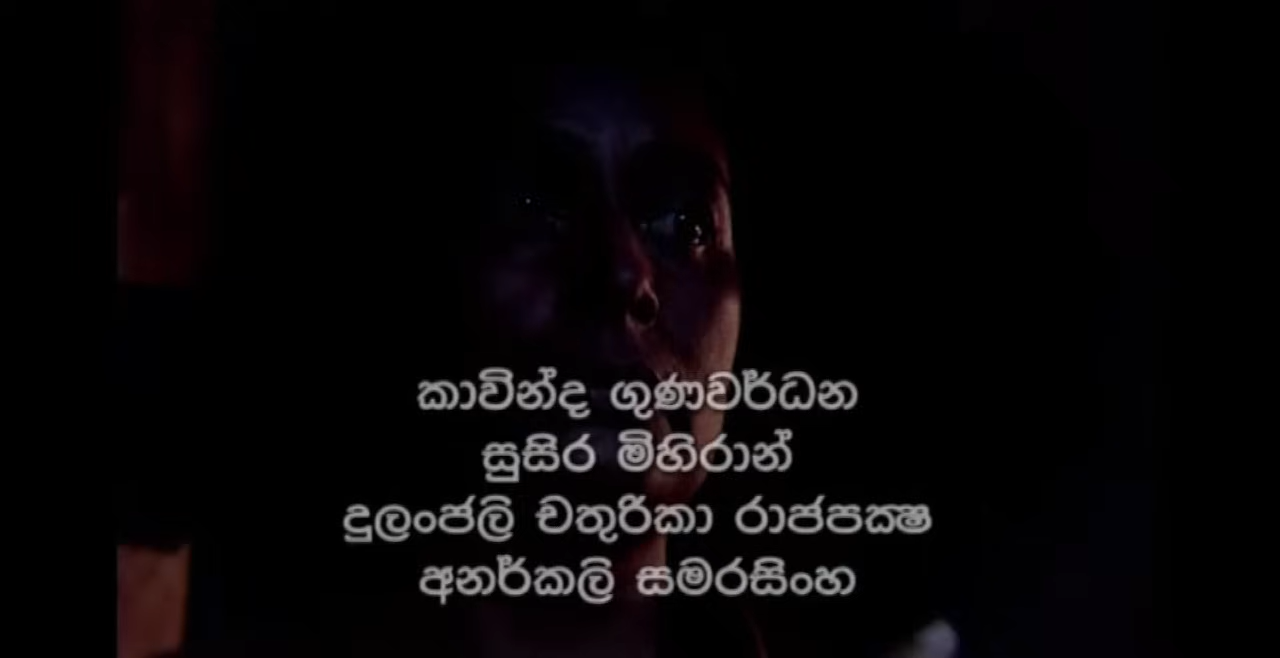 කාවින්ද ගුණවර්ධන
සුසිර මිහිරාන්
දුලංජලි චතුරිකා රාජපක්ෂ
අනර්කලි සමරසිංහ